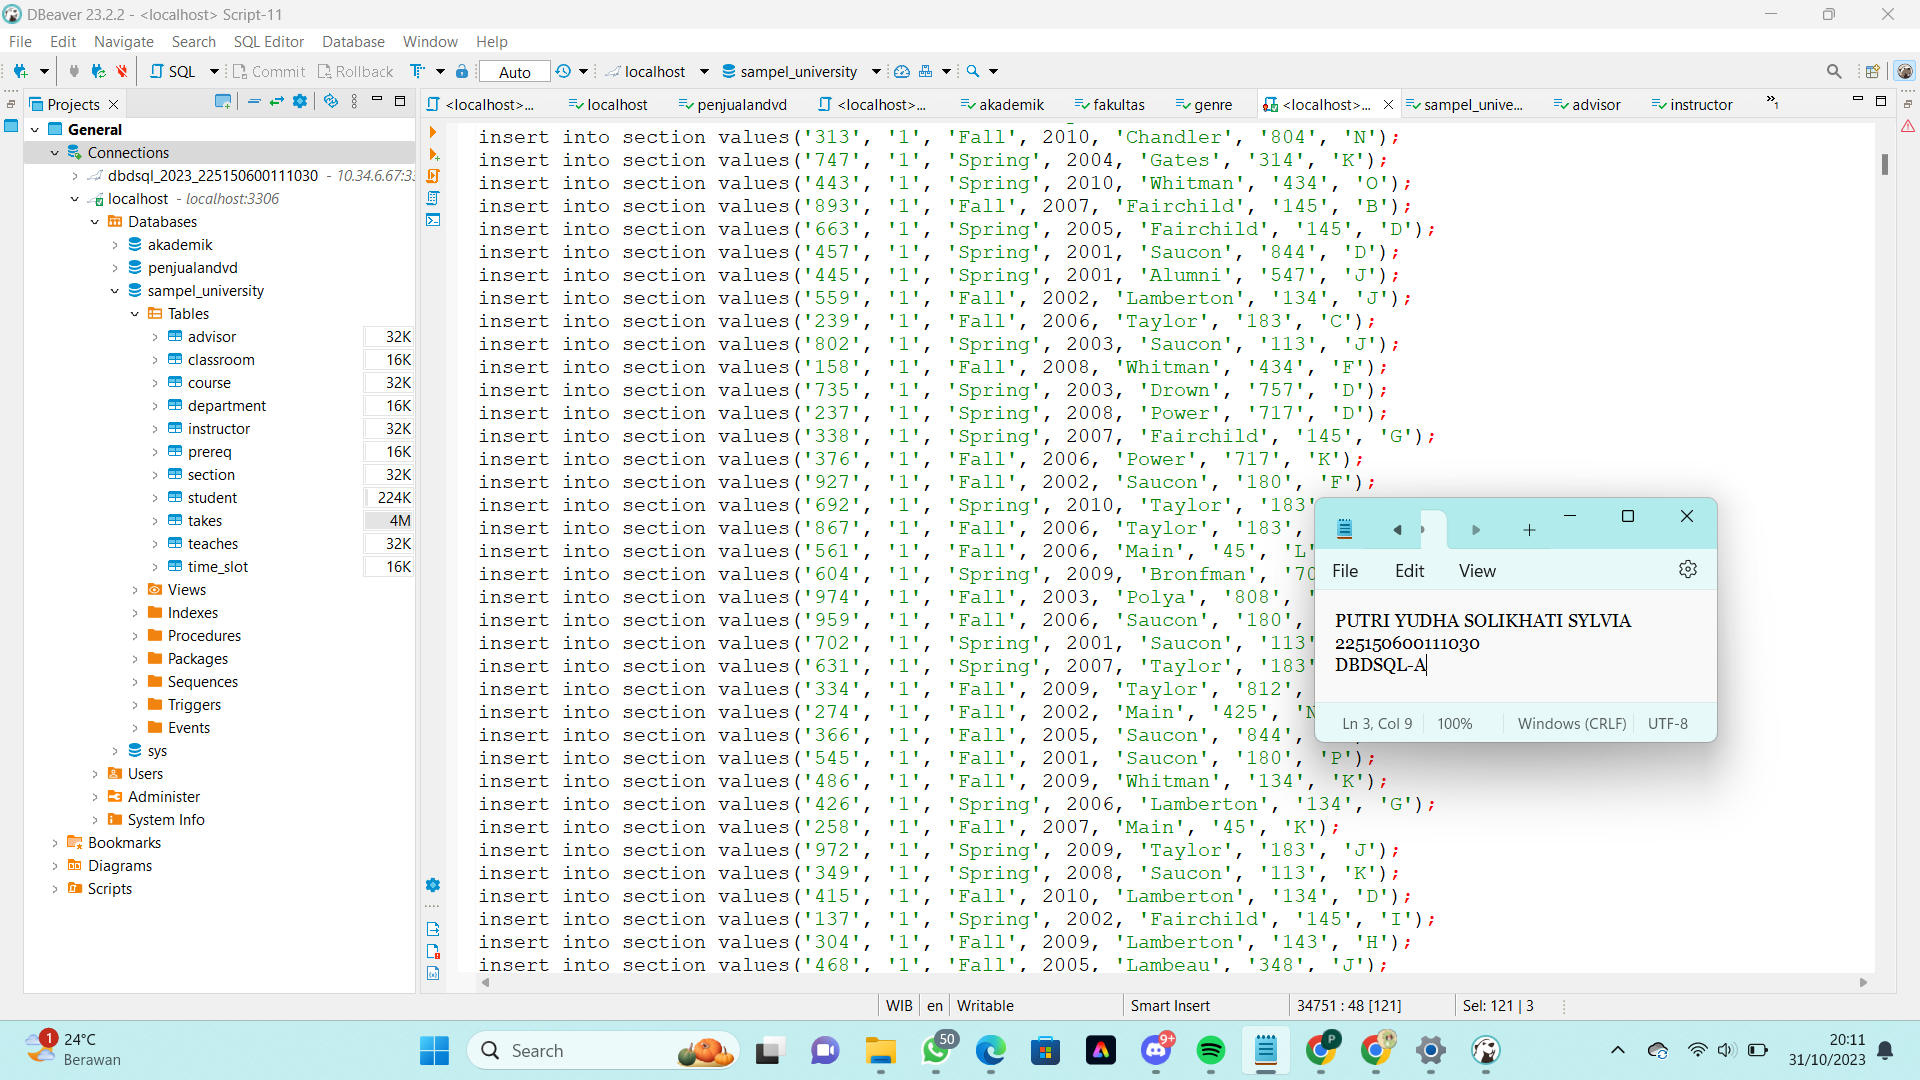 DBeaver 23.2.2 - <localhost> Script-11
File Edit Navigate Search SQL Editor Database Window Help
SQL Commit Rollback Auto localhost sampel_university
Projects
<localhost>... localhost penjualandvd <localhost>... akademik fakultas genre <localhost>... sampel_unive... advisor instructor »1
General
Connections
dbdsql_2023_225150600111030 - 10.34.6.67:33
localhost - localhost:3306
Databases
akademik
penjualandvd
sampel_university
Tables
advisor 32K
classroom 16K
course 32K
department 16K
instructor 32K
prereq 16K
section 32K
student 224K
takes 4M
teaches 32K
time_slot 16K
Views
Indexes
Procedures
Packages
Sequences
Triggers
Events
sys
Users
Administer
System Info
Bookmarks
Diagrams
Scripts
insert into section values('313', '1', 'Fall', 2010, 'Chandler', '804', 'N');
insert into section values('747', '1', 'Spring', 2004, 'Gates', '314', 'K');
insert into section values('443', '1', 'Spring', 2010, 'Whitman', '434', 'O');
insert into section values('893', '1', 'Fall', 2007, 'Fairchild', '145', 'B');
insert into section values('663', '1', 'Spring', 2005, 'Fairchild', '145', 'D');
insert into section values('457', '1', 'Spring', 2001, 'Saucon', '844', 'D');
insert into section values('445', '1', 'Spring', 2001, 'Alumni', '547', 'J');
insert into section values('559', '1', 'Fall', 2002, 'Lamberton', '134', 'J');
insert into section values('239', '1', 'Fall', 2006, 'Taylor', '183', 'C');
insert into section values('802', '1', 'Spring', 2003, 'Saucon', '113', 'J');
insert into section values('158', '1', 'Fall', 2008, 'Whitman', '434', 'F');
insert into section values('735', '1', 'Spring', 2003, 'Drown', '757', 'D');
insert into section values('237', '1', 'Spring', 2008, 'Power', '717', 'D');
insert into section values('338', '1', 'Spring', 2007, 'Fairchild', '145', 'G');
insert into section values('376', '1', 'Fall', 2006, 'Power', '717', 'K');
insert into section values('927', '1', 'Fall', 2002, 'Saucon', '180', 'F');
insert into section values('692', '1', 'Spring', 2010, 'Taylor', '183'
insert into section values('867', '1', 'Fall', 2006, 'Taylor', '183',
insert into section values('561', '1', 'Fall', 2006, 'Main', '45', 'L'
insert into section values('604', '1', 'Spring', 2009, 'Bronfman', '70
insert into section values('974', '1', 'Fall', 2003, 'Polya', '808', '
insert into section values('959', '1', 'Fall', 2006, 'Saucon', '180',
insert into section values('702', '1', 'Spring', 2001, 'Saucon', '113'
insert into section values('631', '1', 'Spring', 2007, 'Taylor', '183'
insert into section values('334', '1', 'Fall', 2009, 'Taylor', '812',
insert into section values('274', '1', 'Fall', 2002, 'Main', '425', 'N
insert into section values('366', '1', 'Fall', 2005, 'Saucon', '844',
insert into section values('545', '1', 'Fall', 2001, 'Saucon', '180', 'P');
insert into section values('486', '1', 'Fall', 2009, 'Whitman', '134', 'K');
insert into section values('426', '1', 'Spring', 2006, 'Lamberton', '134', 'G');
insert into section values('258', '1', 'Fall', 2007, 'Main', '45', 'K');
insert into section values('972', '1', 'Spring', 2009, 'Taylor', '183', 'J');
insert into section values('349', '1', 'Spring', 2008, 'Saucon', '113', 'K');
insert into section values('415', '1', 'Fall', 2010, 'Lamberton', '134', 'D');
insert into section values('137', '1', 'Spring', 2002, 'Fairchild', '145', 'I');
insert into section values('304', '1', 'Fall', 2009, 'Lamberton', '143', 'H');
insert into section values('468', '1', 'Fall', 2005, 'Lambeau', '348', 'J');
File Edit View
PUTRI YUDHA SOLIKHATI SYLVIA
225150600111030
DBDSQL-A
Ln 3, Col 9 100% Windows (CRLF) UTF-8
WIB en Writable Smart Insert 34751 : 48 [121] Sel: 121 | 3
1 24°C
Berawan
Search
50
9+
P
20:11
31/10/2023